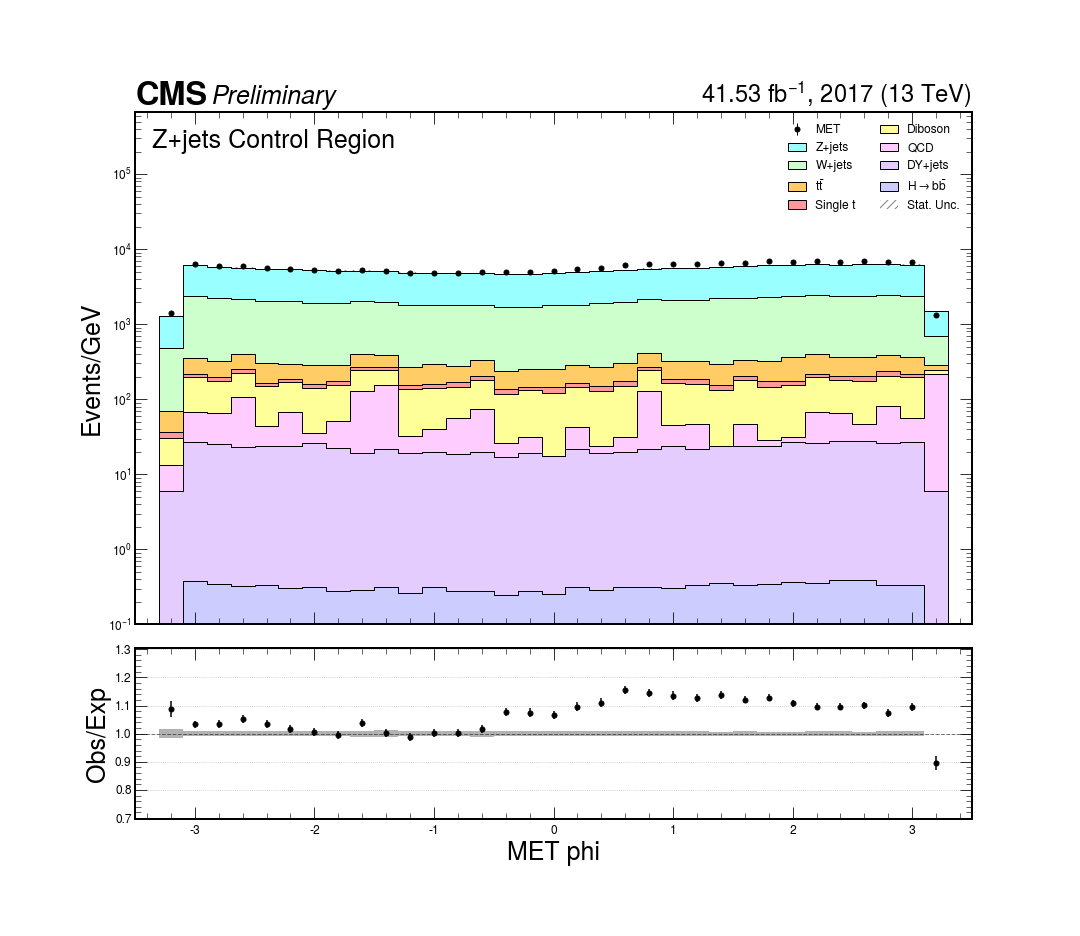 CMS Preliminary 41.53 fb⁻¹, 2017 (13 TeV)
Z+jets Control Region
MET Diboson
Z+jets QCD
W+jets DY+jets
tt̄ H→bb̄
Single t Stat. Unc.
10⁵
10⁴
10³
10²
10¹
10⁰
10⁻¹
Events/GeV
1.3
1.2
1.1
1.0
0.9
0.8
0.7
Obs/Exp
-3 -2 -1 0 1 2 3
MET phi